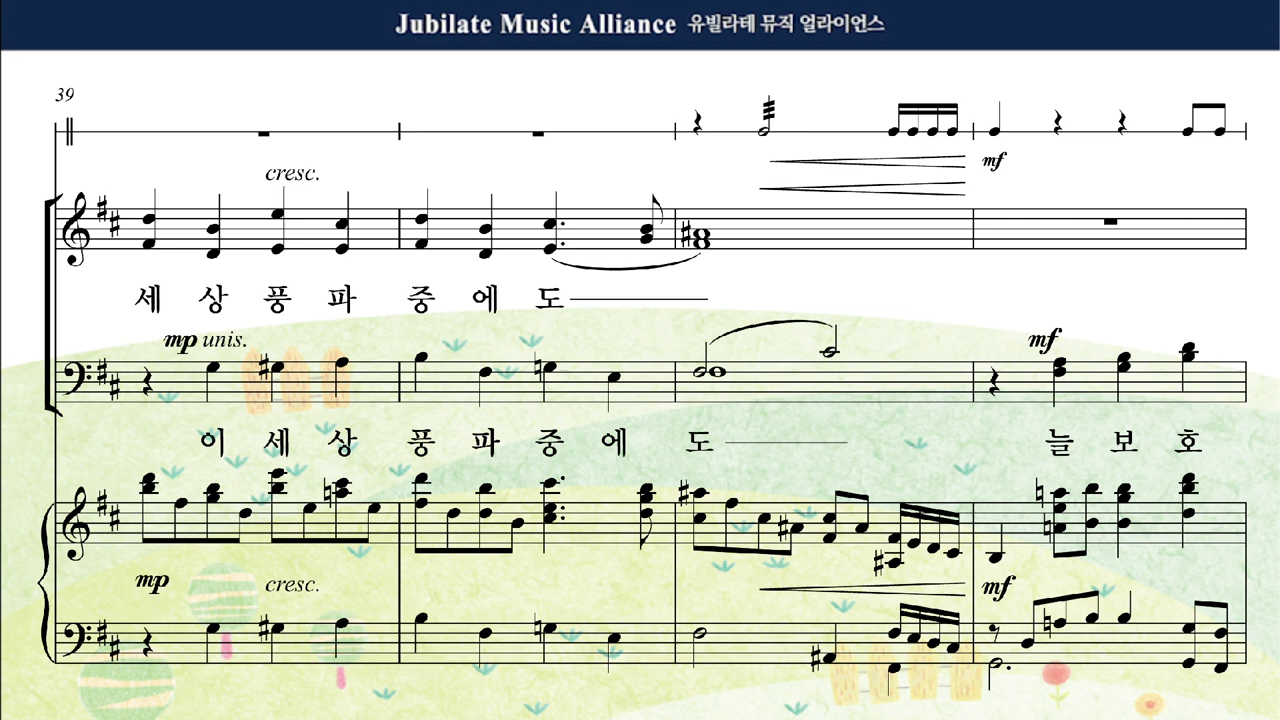 Jubilate Music Alliance 유빌라테 뮤직 얼라이언스
39
mf
cresc.
세 상 풍 파 중 에 도
mp unis. mf
이 세 상 풍 파 중 에 도 늘 보 호
mp cresc. mf